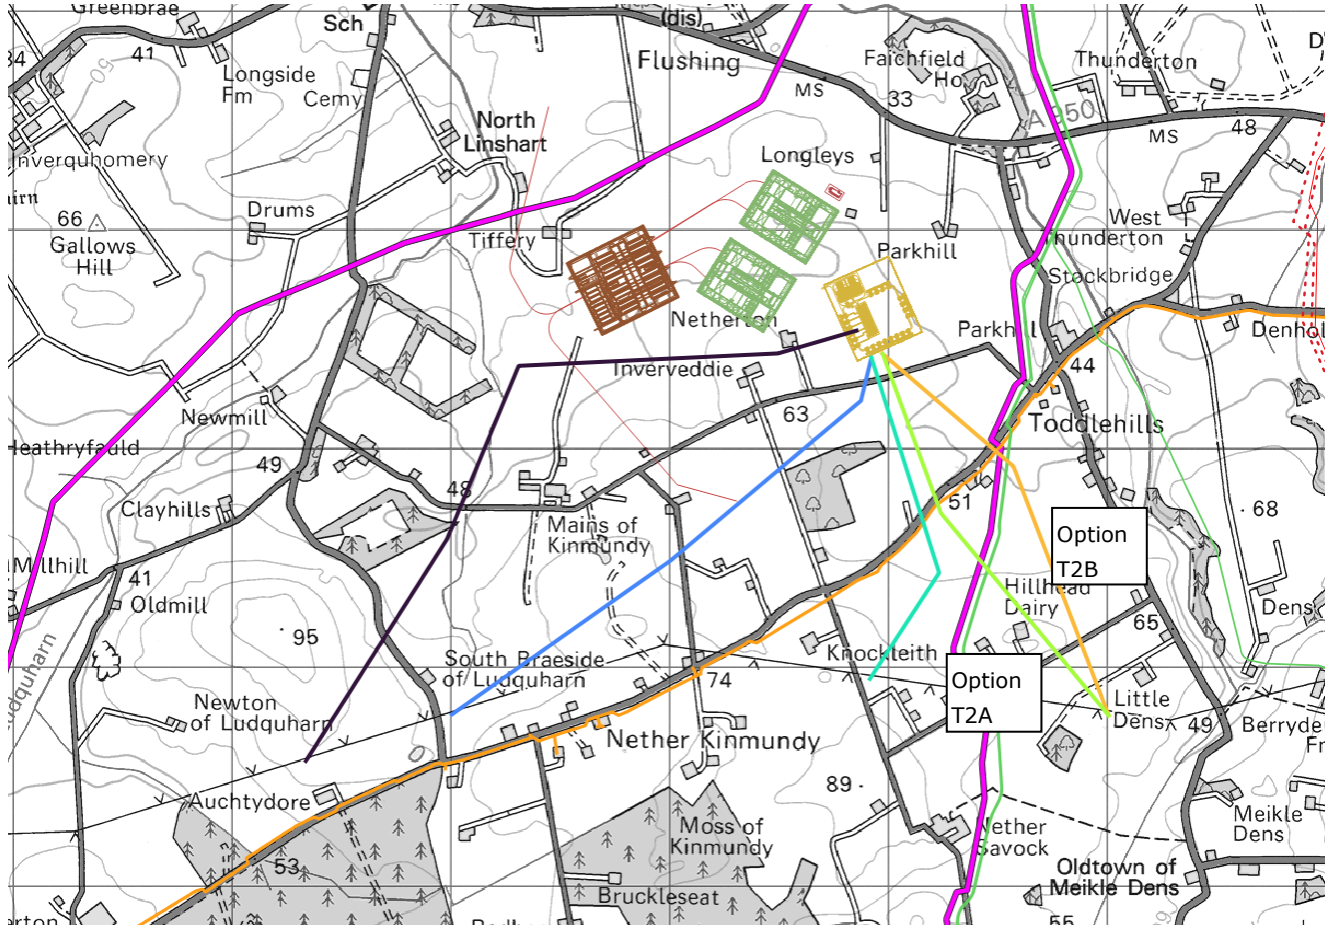 Greenbrae
Sch
(dis)
41
Flushing
Faichfield
Ho
Thunderton
Longside
Fm
Cemy
MS
33
A 950
MS
48
North
Linshart
Inverquhomery
Longleys
66
Gallows
Hill
Drums
Tiffery
Parkhill
West
Thunderton
Stockbridge
Netherton
Parkhill
Denhol
44
Inverveddie
Newmill
63
Toddlehills
Heathryfauld
49
48
51
68
Clayhills
Mains of
Kinmundy
Option
T2B
Millhill
41
Oldmill
Hillhead
Dairy
Dens
65
95
South Braeside
of Ludquharn
Knockleith
Ludquharn
74
Option
T2A
Newton
of Ludquharn
Little
Dens
49
Berryde
Fr
Nether Kinmundy
89
Auchtydore
Moss of
Kinmundy
Nether
Savock
Meikle
Dens
53
Oldtown of
Meikle Dens
Bruckleseat
55